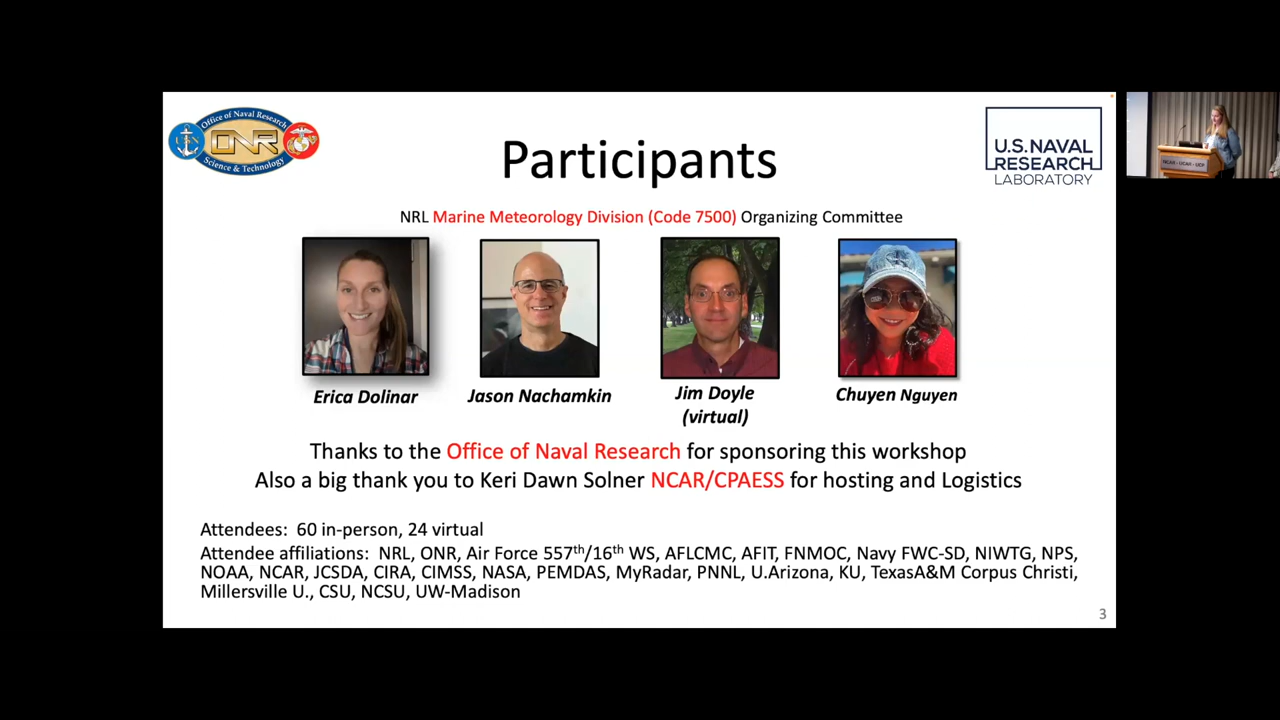 Office of Naval Research
ONR
Science & Technology
U.S. NAVAL
RESEARCH
LABORATORY
Participants
NRL Marine Meteorology Division (Code 7500) Organizing Committee
Erica Dolinar
Jason Nachamkin
Jim Doyle
(virtual)
Chuyen Nguyen
Thanks to the Office of Naval Research for sponsoring this workshop
Also a big thank you to Keri Dawn Solner NCAR/CPAESS for hosting and Logistics
Attendees: 60 in-person, 24 virtual
Attendee affiliations: NRL, ONR, Air Force 557th/16th WS, AFLCMC, AFIT, FNMOC, Navy FWC-SD, NIWTG, NPS,
NOAA, NCAR, JCSDA, CIRA, CIMSS, NASA, PEMDAS, MyRadar, PNNL, U.Arizona, KU, TexasA&M Corpus Christi,
Millersville U., CSU, NCSU, UW-Madison
3
NCAR - UCAR - UCP